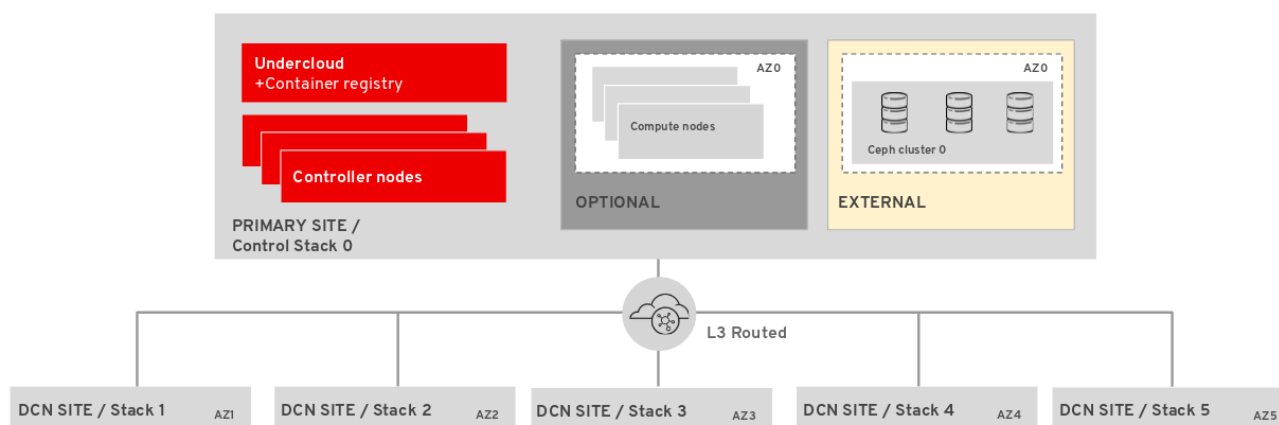 Undercloud
+Container registry
Controller nodes
PRIMARY SITE /
Control Stack 0
AZ0
Compute nodes
OPTIONAL
AZ0
Ceph cluster 0
EXTERNAL
L3 Routed
DCN SITE / Stack 1
AZ1
DCN SITE / Stack 2
AZ2
DCN SITE / Stack 3
AZ3
DCN SITE / Stack 4
AZ4
DCN SITE / Stack 5
AZ5